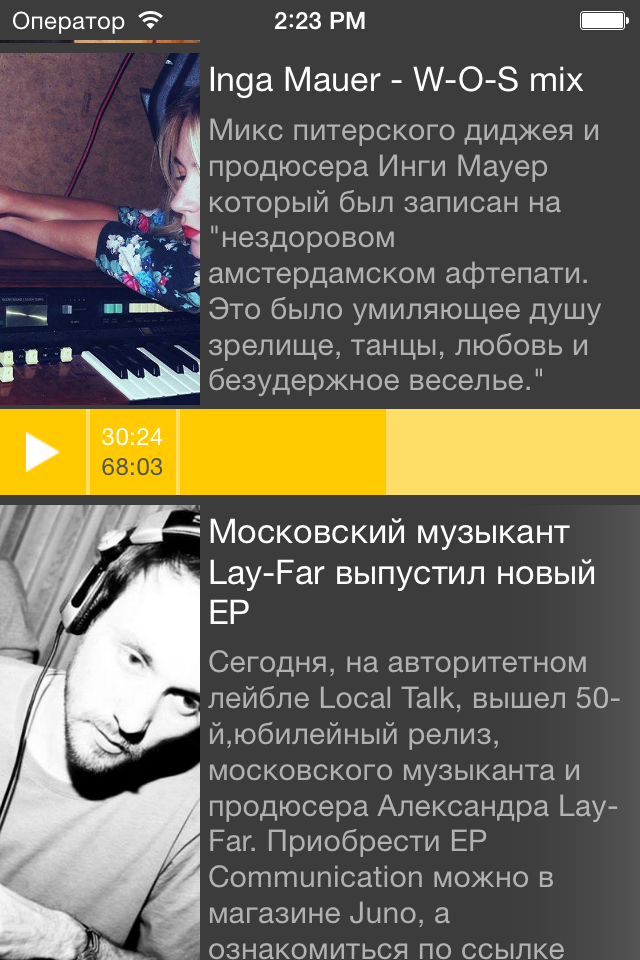 Оператор 2:23 PM
Inga Mauer - W-O-S mix
Микс питерского диджея и
продюсера Инги Мауер
который был записан на
"нездоровом
амстердамском афтепати.
Это было умиляющее душу
зрелище, танцы, любовь и
безудержное веселье."
30:24
68:03
Московский музыкант
Lay-Far выпустил новый
EP
Сегодня, на авторитетном
лейбле Local Talk, вышел 50-
й,юбилейный релиз,
московского музыканта и
продюсера Александра Lay-
Far. Приобрести EP
Communication можно в
магазине Juno, а
ознакомиться по ссылке